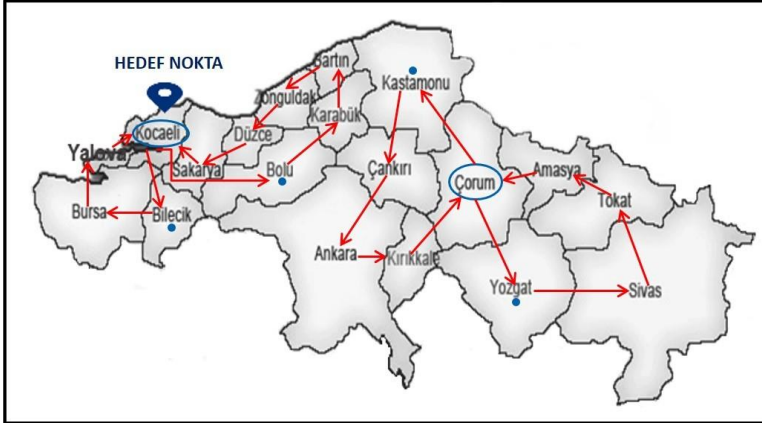 HEDEF NOKTA
Bartın
Kastamonu
Zonguldak
Karabük
Kocaeli
Düzce
Yalova
Sakarya
Bolu
Çankırı
Amasya
Çorum
Tokat
Bursa
Bilecik
Ankara
Kırıkkale
Yozgat
Sivas